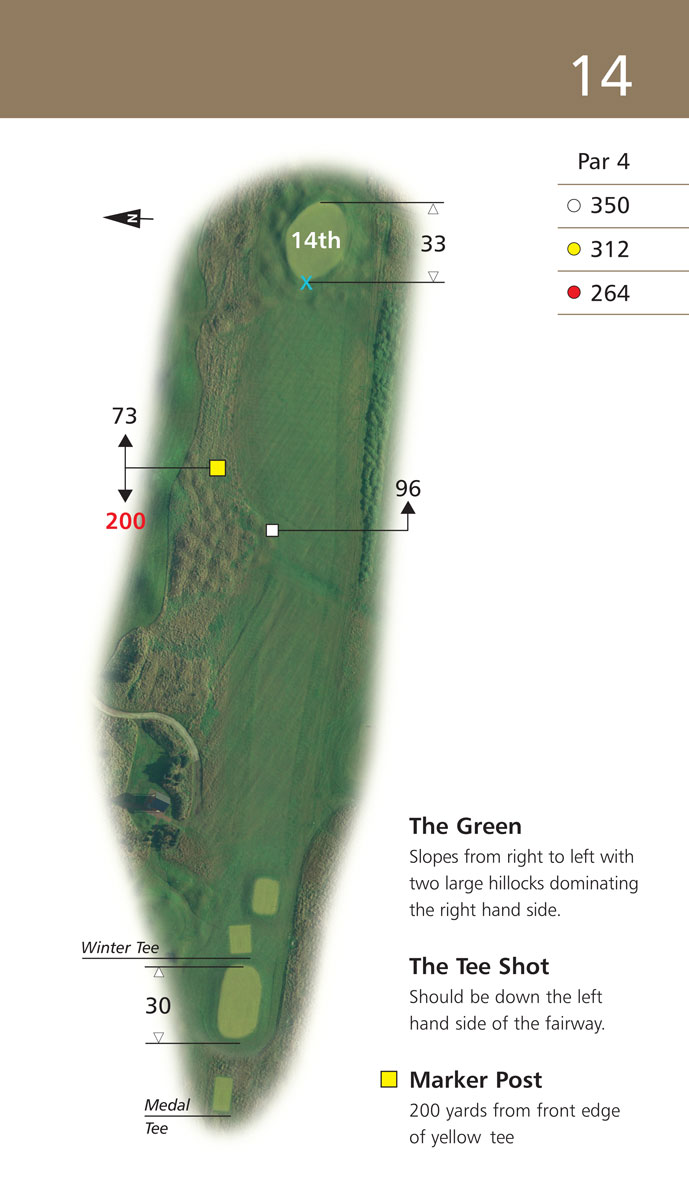 14
Par 4
350
312
264
N
14th
X
33
73
200
96
The Green
Slopes from right to left with
two large hillocks dominating
the right hand side.
Winter Tee
The Tee Shot
Should be down the left
hand side of the fairway.
30
Marker Post
200 yards from front edge
of yellow tee
Medal
Tee